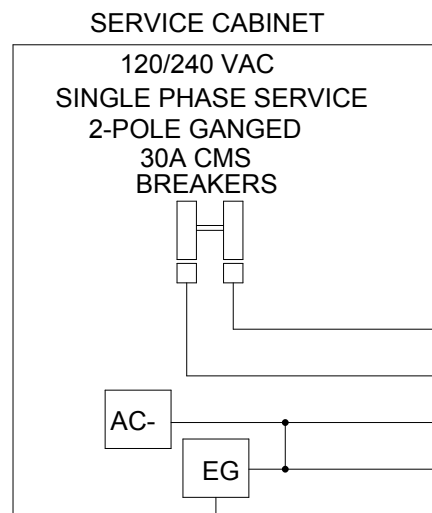 SERVICE CABINET
120/240 VAC
SINGLE PHASE SERVICE
2-POLE GANGED
30A CMS
BREAKERS
AC-
EG